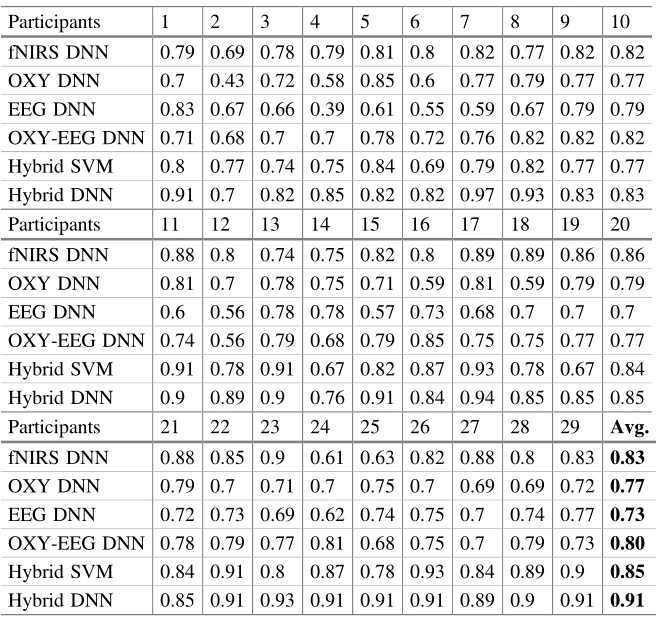 Participants 1 2 3 4 5 6 7 8 9 10
fNIRS DNN 0.79 0.69 0.78 0.79 0.81 0.8 0.82 0.77 0.82 0.82
OXY DNN 0.7 0.43 0.72 0.58 0.85 0.6 0.77 0.79 0.77 0.77
EEG DNN 0.83 0.67 0.66 0.39 0.61 0.55 0.59 0.67 0.79 0.79
OXY-EEG DNN 0.71 0.68 0.7 0.7 0.78 0.72 0.76 0.82 0.82 0.82
Hybrid SVM 0.8 0.77 0.74 0.75 0.84 0.69 0.79 0.82 0.77 0.77
Hybrid DNN 0.91 0.7 0.82 0.85 0.82 0.82 0.97 0.93 0.83 0.83
Participants 11 12 13 14 15 16 17 18 19 20
fNIRS DNN 0.88 0.8 0.74 0.75 0.82 0.8 0.89 0.89 0.86 0.86
OXY DNN 0.81 0.7 0.78 0.75 0.71 0.59 0.81 0.59 0.79 0.79
EEG DNN 0.6 0.56 0.78 0.78 0.57 0.73 0.68 0.7 0.7 0.7
OXY-EEG DNN 0.74 0.56 0.79 0.68 0.79 0.85 0.75 0.75 0.77 0.77
Hybrid SVM 0.91 0.78 0.91 0.67 0.82 0.87 0.93 0.78 0.67 0.84
Hybrid DNN 0.9 0.89 0.9 0.76 0.91 0.84 0.94 0.85 0.85 0.85
Participants 21 22 23 24 25 26 27 28 29 Avg.
fNIRS DNN 0.88 0.85 0.9 0.61 0.63 0.82 0.88 0.8 0.83 0.83
OXY DNN 0.79 0.7 0.71 0.7 0.75 0.7 0.69 0.69 0.72 0.77
EEG DNN 0.72 0.73 0.69 0.62 0.74 0.75 0.7 0.74 0.77 0.73
OXY-EEG DNN 0.78 0.79 0.77 0.81 0.68 0.75 0.7 0.79 0.73 0.80
Hybrid SVM 0.84 0.91 0.8 0.87 0.78 0.93 0.84 0.89 0.9 0.85
Hybrid DNN 0.85 0.91 0.93 0.91 0.91 0.91 0.89 0.9 0.91 0.91